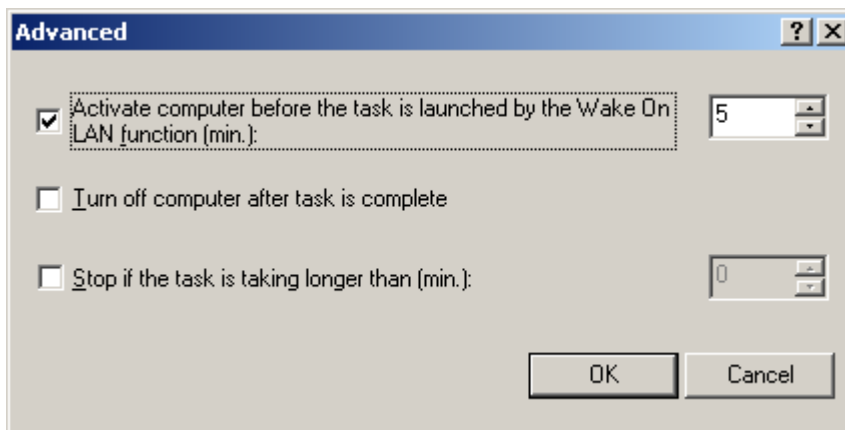 Advanced
Activate computer before the task is launched by the Wake On
LAN function (min.):
5
Turn off computer after task is complete
Stop if the task is taking longer than (min.):
0
OK
Cancel